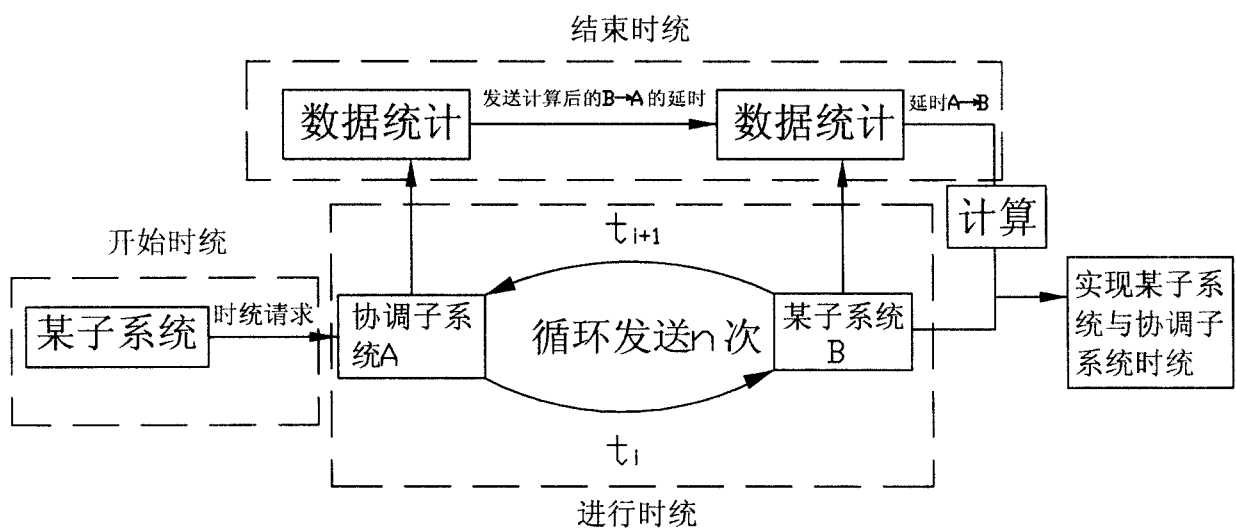 结束时统
数据统计
发送计算后的B→A的延时
数据统计
延时A→B
计算
开始时统
某子系统
时统请求
t i+1
协调子系
统A
循环发送n次
某子系统
B
t i
进行时统
实现某子系
统与协调子
系统时统